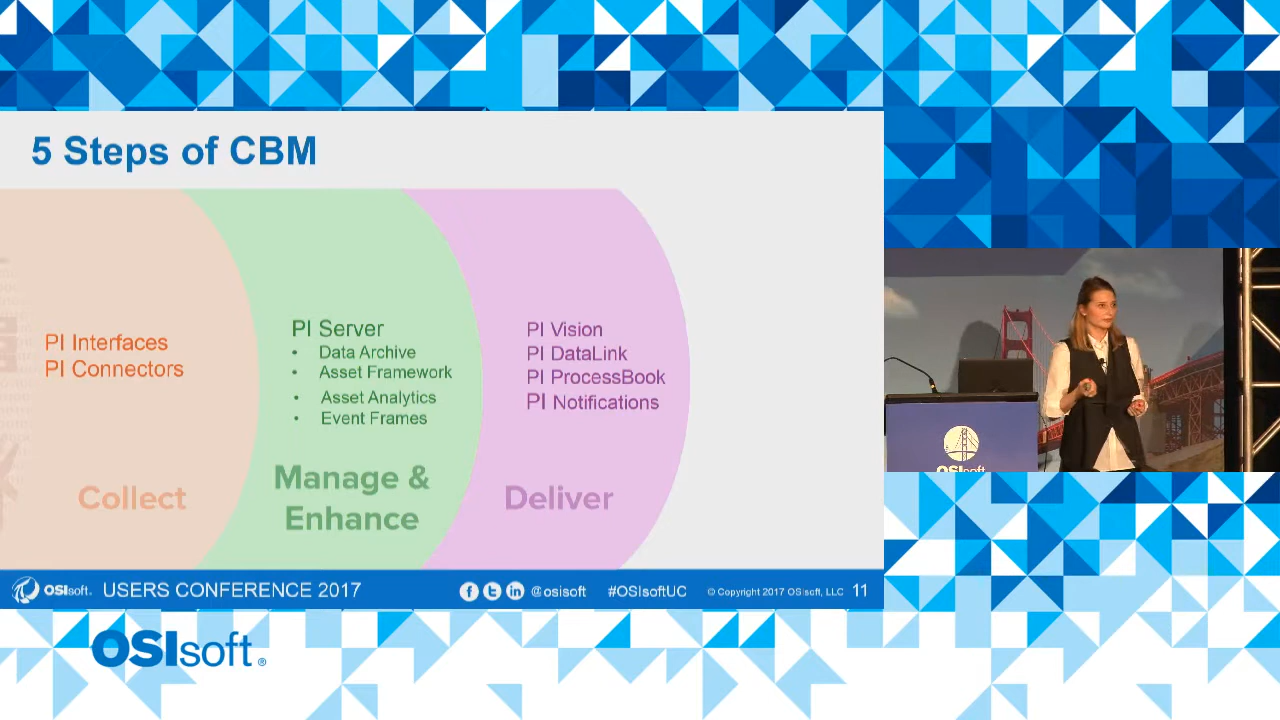 5 Steps of CBM
PI Interfaces
PI Connectors
Collect
PI Server
• Data Archive
• Asset Framework
• Asset Analytics
• Event Frames
Manage &
Enhance
PI Vision
PI DataLink
PI ProcessBook
PI Notifications
Deliver
OSIsoft. USERS CONFERENCE 2017
@osisoft #OSIsoftUC © Copyright 2017 OSIsoft, LLC 11
OSIsoft
OSIsoft®